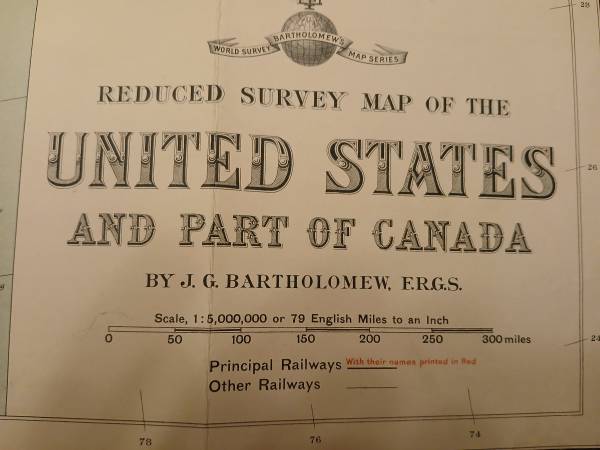 28
WORLD SURVEY BARTHOLOMEW'S MAP SERIES
REDUCED SURVEY MAP OF THE
UNITED STATES
26
AND PART OF CANADA
BY J. G. BARTHOLOMEW, F.R.G.S.
Scale, 1:5,000,000 or 79 English Miles to an Inch
0 50 100 150 200 250 300 miles
24
Principal Railways With their names printed in Red
Other Railways
78 76 74